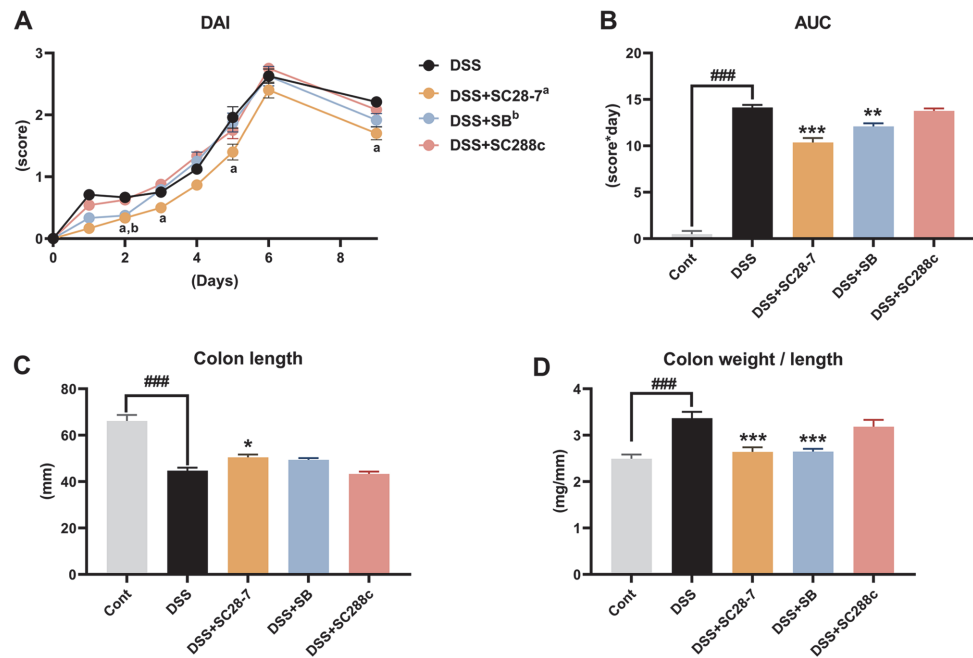 A
DAI
(score)
3
2
1
0
0
2
4
6
8
(Days)
a,b
a
a
a
DSS
DSS+SC28-7ᵃ
DSS+SBᵇ
DSS+SC288c
B
AUC
(score*day)
20
15
10
5
0
###
***
**
Cont
DSS
DSS+SC28-7
DSS+SB
DSS+SC288c
C
Colon length
(mm)
80
60
40
20
0
###
*
Cont
DSS
DSS+SC28-7
DSS+SB
DSS+SC288c
D
Colon weight / length
(mg/mm)
4
3
2
1
0
###
***
***
Cont
DSS
DSS+SC28-7
DSS+SB
DSS+SC288c